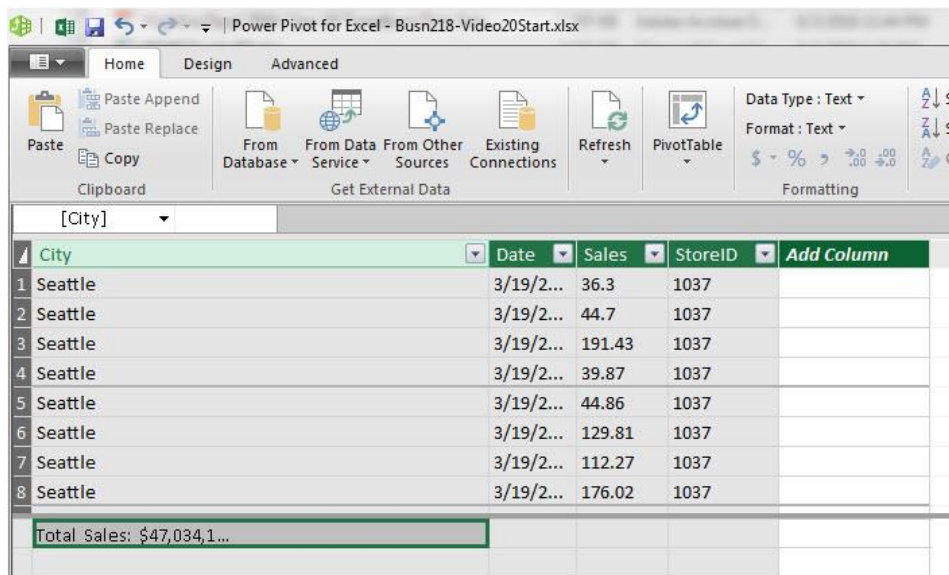 Power Pivot for Excel - Busn218-Video20Start.xlsx
Home Design Advanced
Paste
Paste Append
Paste Replace
Copy
Clipboard
From Database
From Data Service
From Other Sources
Existing Connections
Get External Data
Refresh
PivotTable
Data Type : Text
Format : Text
$ % , .00 .0
Formatting
[City]
City Date Sales StoreID Add Column
1 Seattle 3/19/2... 36.3 1037
2 Seattle 3/19/2... 44.7 1037
3 Seattle 3/19/2... 191.43 1037
4 Seattle 3/19/2... 39.87 1037
5 Seattle 3/19/2... 44.86 1037
6 Seattle 3/19/2... 129.81 1037
7 Seattle 3/19/2... 112.27 1037
8 Seattle 3/19/2... 176.02 1037
Total Sales: $47,034,1...